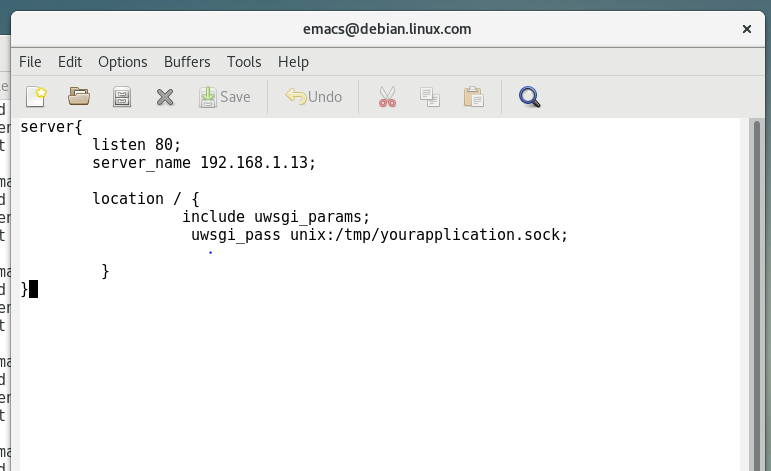 emacs@debian.linux.com
File Edit Options Buffers Tools Help
Save Undo
server{
listen 80;
server_name 192.168.1.13;
location / {
include uwsgi_params;
uwsgi_pass unix:/tmp/yourapplication.sock;
}
}